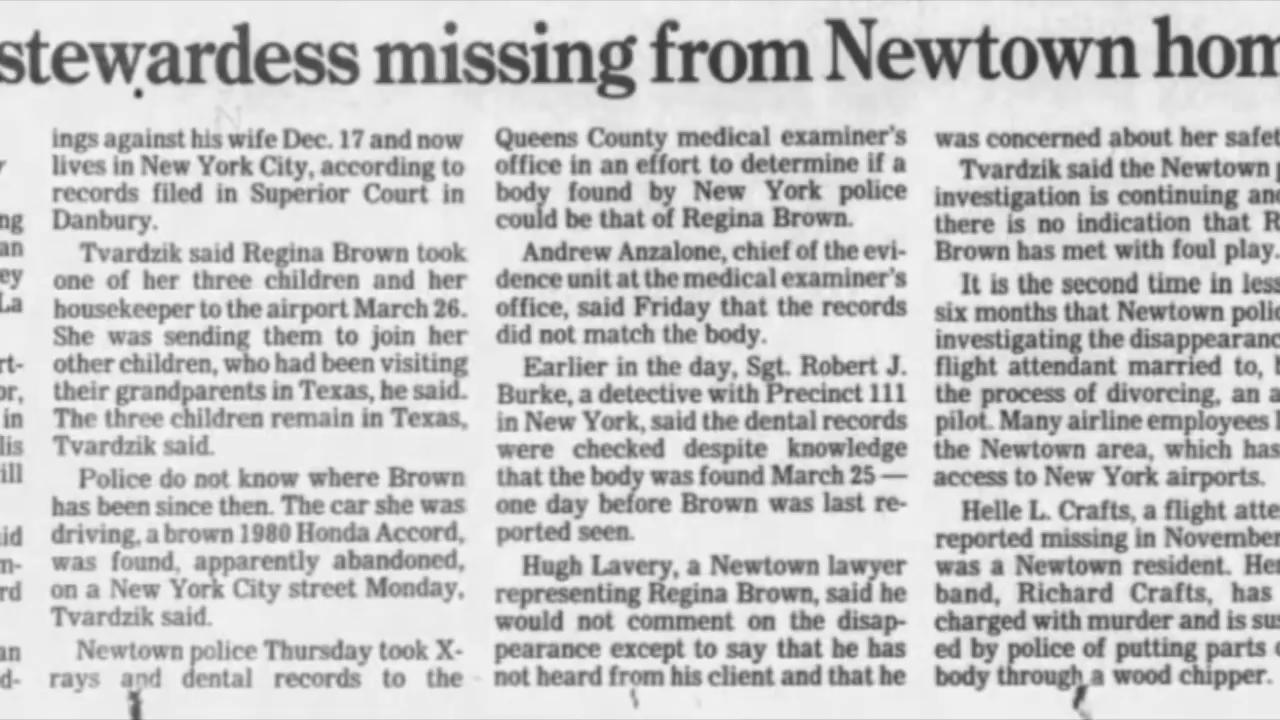 stewardess missing from Newtown hom
ng
an
ey
La
rt-
or,
in
lis
ill
id
m-
rd
an
d-
ings against his wife Dec. 17 and now
lives in New York City, according to
records filed in Superior Court in
Danbury.
Tvardzik said Regina Brown took
one of her three children and her
housekeeper to the airport March 26.
She was sending them to join her
other children, who had been visiting
their grandparents in Texas, he said.
The three children remain in Texas,
Tvardzik said.
Police do not know where Brown
has been since then. The car she was
driving, a brown 1980 Honda Accord,
was found, apparently abandoned,
on a New York City street Monday,
Tvardzik said.
Newtown police Thursday took X-
rays and dental records to the
Queens County medical examiner's
office in an effort to determine if a
body found by New York police
could be that of Regina Brown.
Andrew Anzalone, chief of the evi-
dence unit at the medical examiner's
office, said Friday that the records
did not match the body.
Earlier in the day, Sgt. Robert J.
Burke, a detective with Precinct 111
in New York, said the dental records
were checked despite knowledge
that the body was found March 25 —
one day before Brown was last re-
ported seen.
Hugh Lavery, a Newtown lawyer
representing Regina Brown, said he
would not comment on the disap-
pearance except to say that he has
not heard from his client and that he
was concerned about her safet
Tvardzik said the Newtown p
investigation is continuing and
there is no indication that R
Brown has met with foul play.
It is the second time in less
six months that Newtown polic
investigating the disappearanc
flight attendant married to, b
the process of divorcing, an a
pilot. Many airline employees l
the Newtown area, which has
access to New York airports.
Helle L. Crafts, a flight atte
reported missing in November
was a Newtown resident. Her
band, Richard Crafts, has
charged with murder and is sus
ed by police of putting parts o
body through a wood chipper.